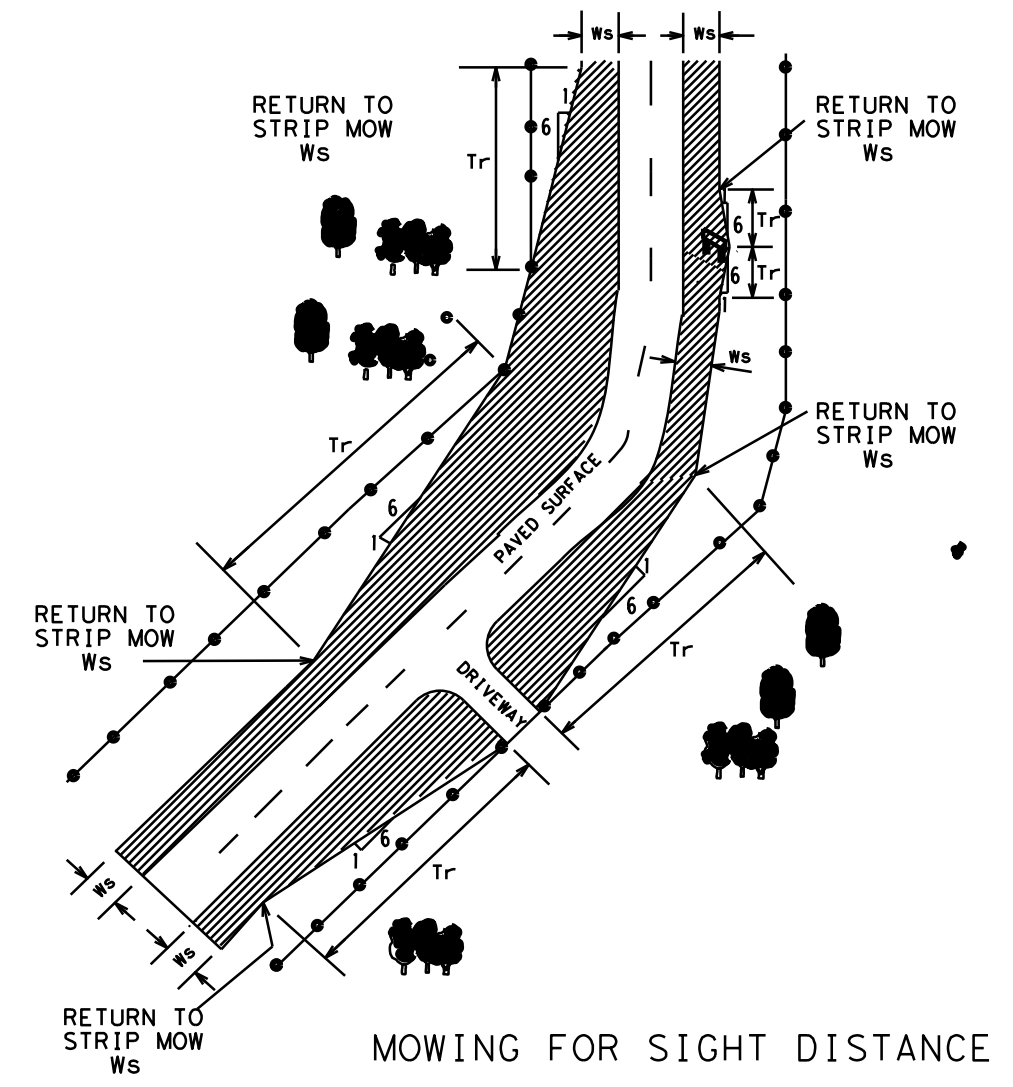 Ws
Ws
RETURN TO
STRIP MOW
Ws
1
6
Tr
RETURN TO
STRIP MOW
Ws
6
Tr
6
Tr
1
Ws
Tr
RETURN TO
STRIP MOW
Ws
6
1
PAVED SURFACE
1
6
RETURN TO
STRIP MOW
Ws
Tr
DRIVEWAY
6
1
Tr
Ws
Ws
RETURN TO
STRIP MOW
Ws
MOWING FOR SIGHT DISTANCE